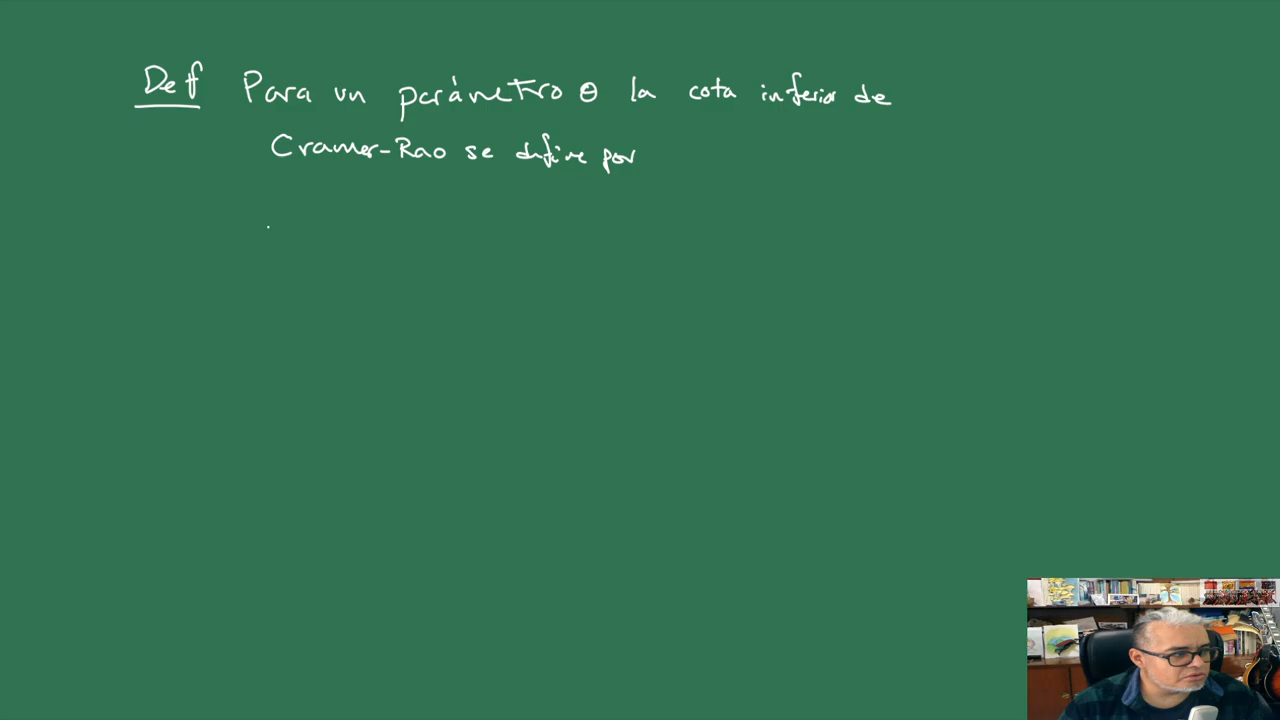 Def Para un parámetro θ la cota inferior de
Cramer-Rao se define por